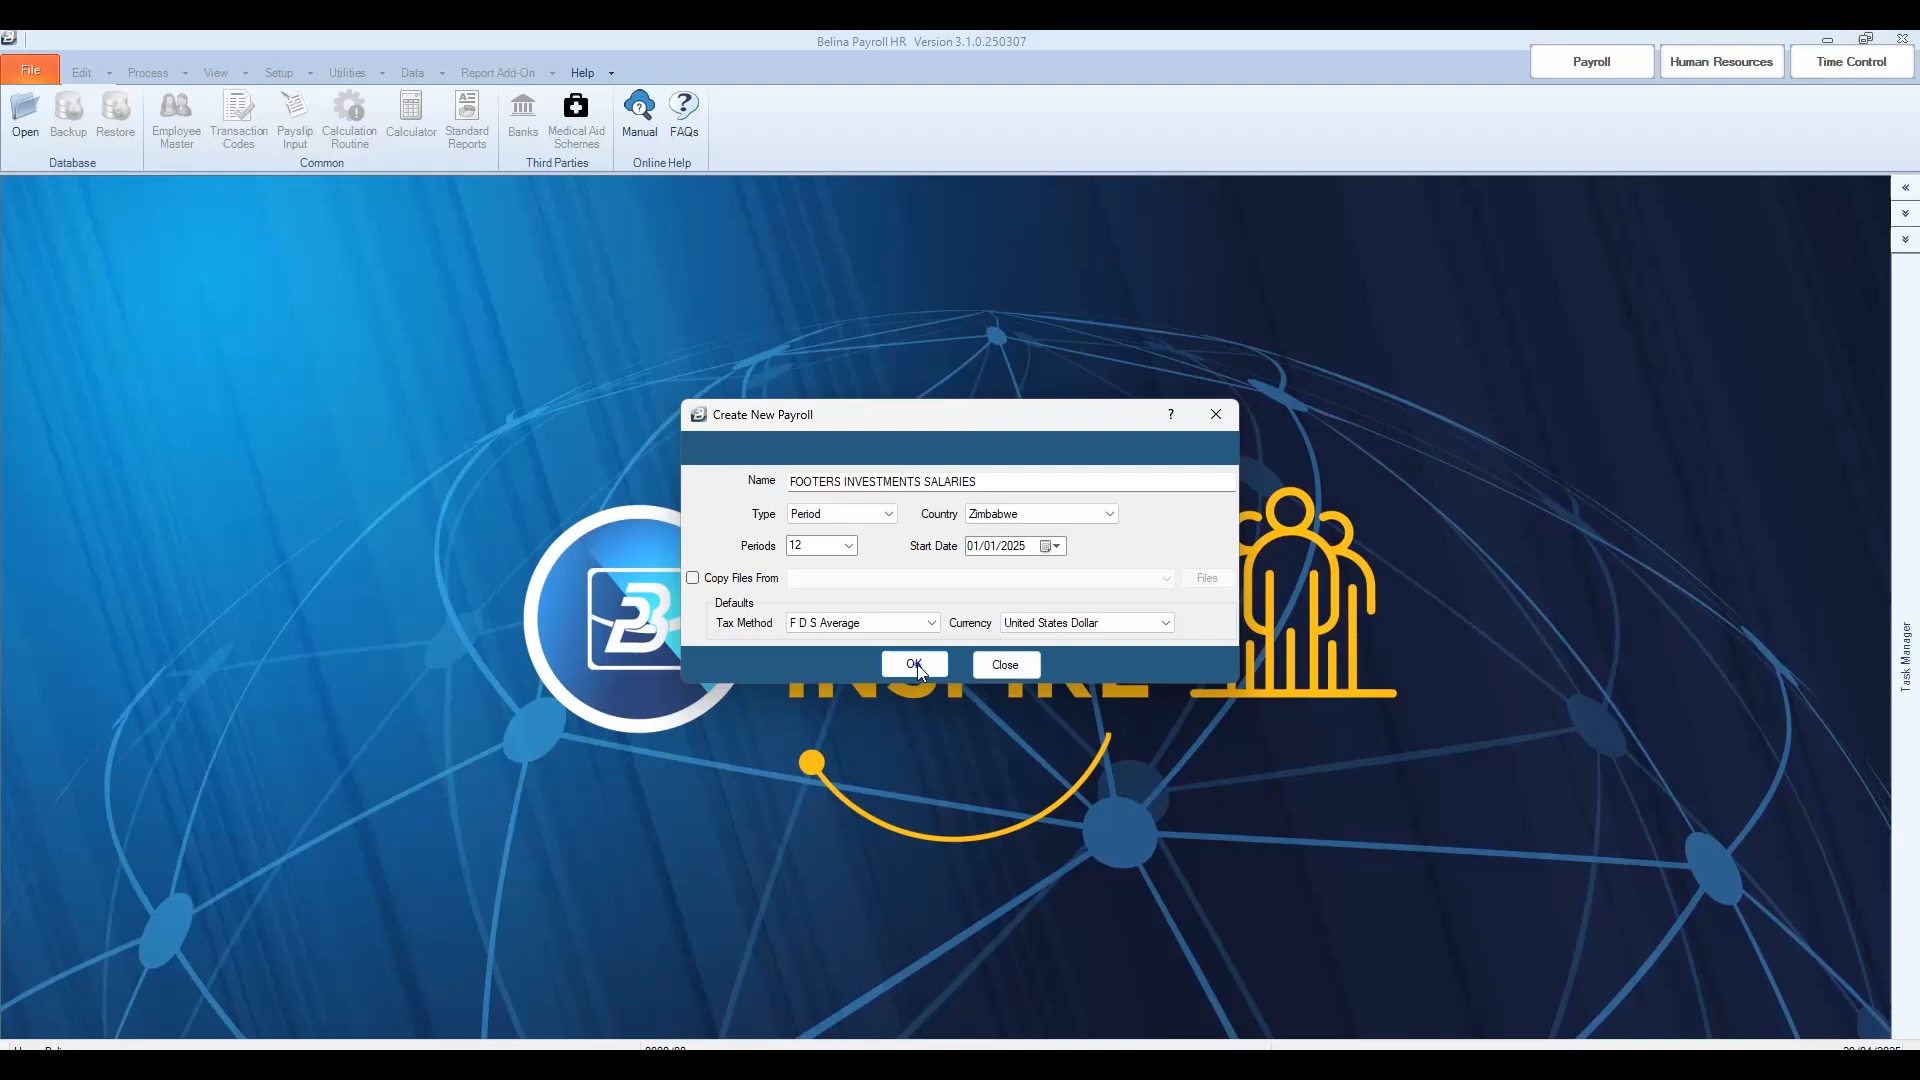 Belina Payroll HR Version 3.1.0.250307
File Edit Process View Setup Utilities Data Report Add-On Help
Payroll Human Resources Time Control
Open Backup Restore
Employee Master
Transaction Codes
Payslip Input
Calculation Routine
Calculator
Standard Reports
Banks
Medical Aid Schemes
Manual FAQs
Database Common Third Parties Online Help
Create New Payroll
Name FOOTERS INVESTMENTS SALARIES
Type Period Country Zimbabwe
Periods 12 Start Date 01/01/2025
Copy Files From Files
Defaults
Tax Method F D S Average Currency United States Dollar
OK Close
INSPIRE
Task Manager